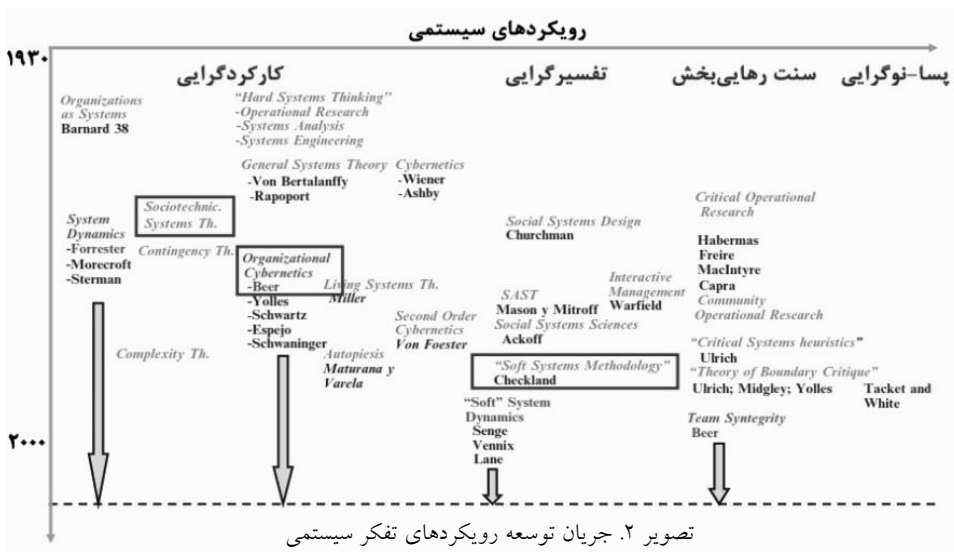 رویکردهای سیستمی
۱۹۳۰
کارکردگرایی
تفسیرگرایی
سنت رهایی‌بخش
پسا-نوگرایی
Organizations
as Systems
Barnard 38
"Hard Systems Thinking"
-Operational Research
-Systems Analysis
-Systems Engineering
General Systems Theory
-Von Bertalanffy
-Rapoport
Cybernetics
-Wiener
-Ashby
Sociotechnic.
Systems Th.
System
Dynamics
-Forrester
-Morecroft
-Sterman
Contingency Th.
Organizational
Cybernetics
-Beer
-Yolles
-Schwartz
-Espejo
-Schwaninger
Living Systems Th.
Miller
Second Order
Cybernetics
Von Foester
Complexity Th.
Autopiesis
Maturana y
Varela
Social Systems Design
Churchman
SAST
Mason y Mitroff
Interactive
Management
Warfield
Social Systems Sciences
Ackoff
"Soft Systems Methodology"
Checkland
"Soft" System
Dynamics
Senge
Vennix
Lane
Critical Operational
Research
Habermas
Freire
MacIntyre
Capra
Community
Operational Research
"Critical Systems heuristics"
Ulrich
"Theory of Boundary Critique"
Ulrich; Midgley; Yolles
Team Syntegrity
Beer
Tacket and
White
۲۰۰۰
تصویر ۲. جریان توسعه رویکردهای تفکر سیستمی